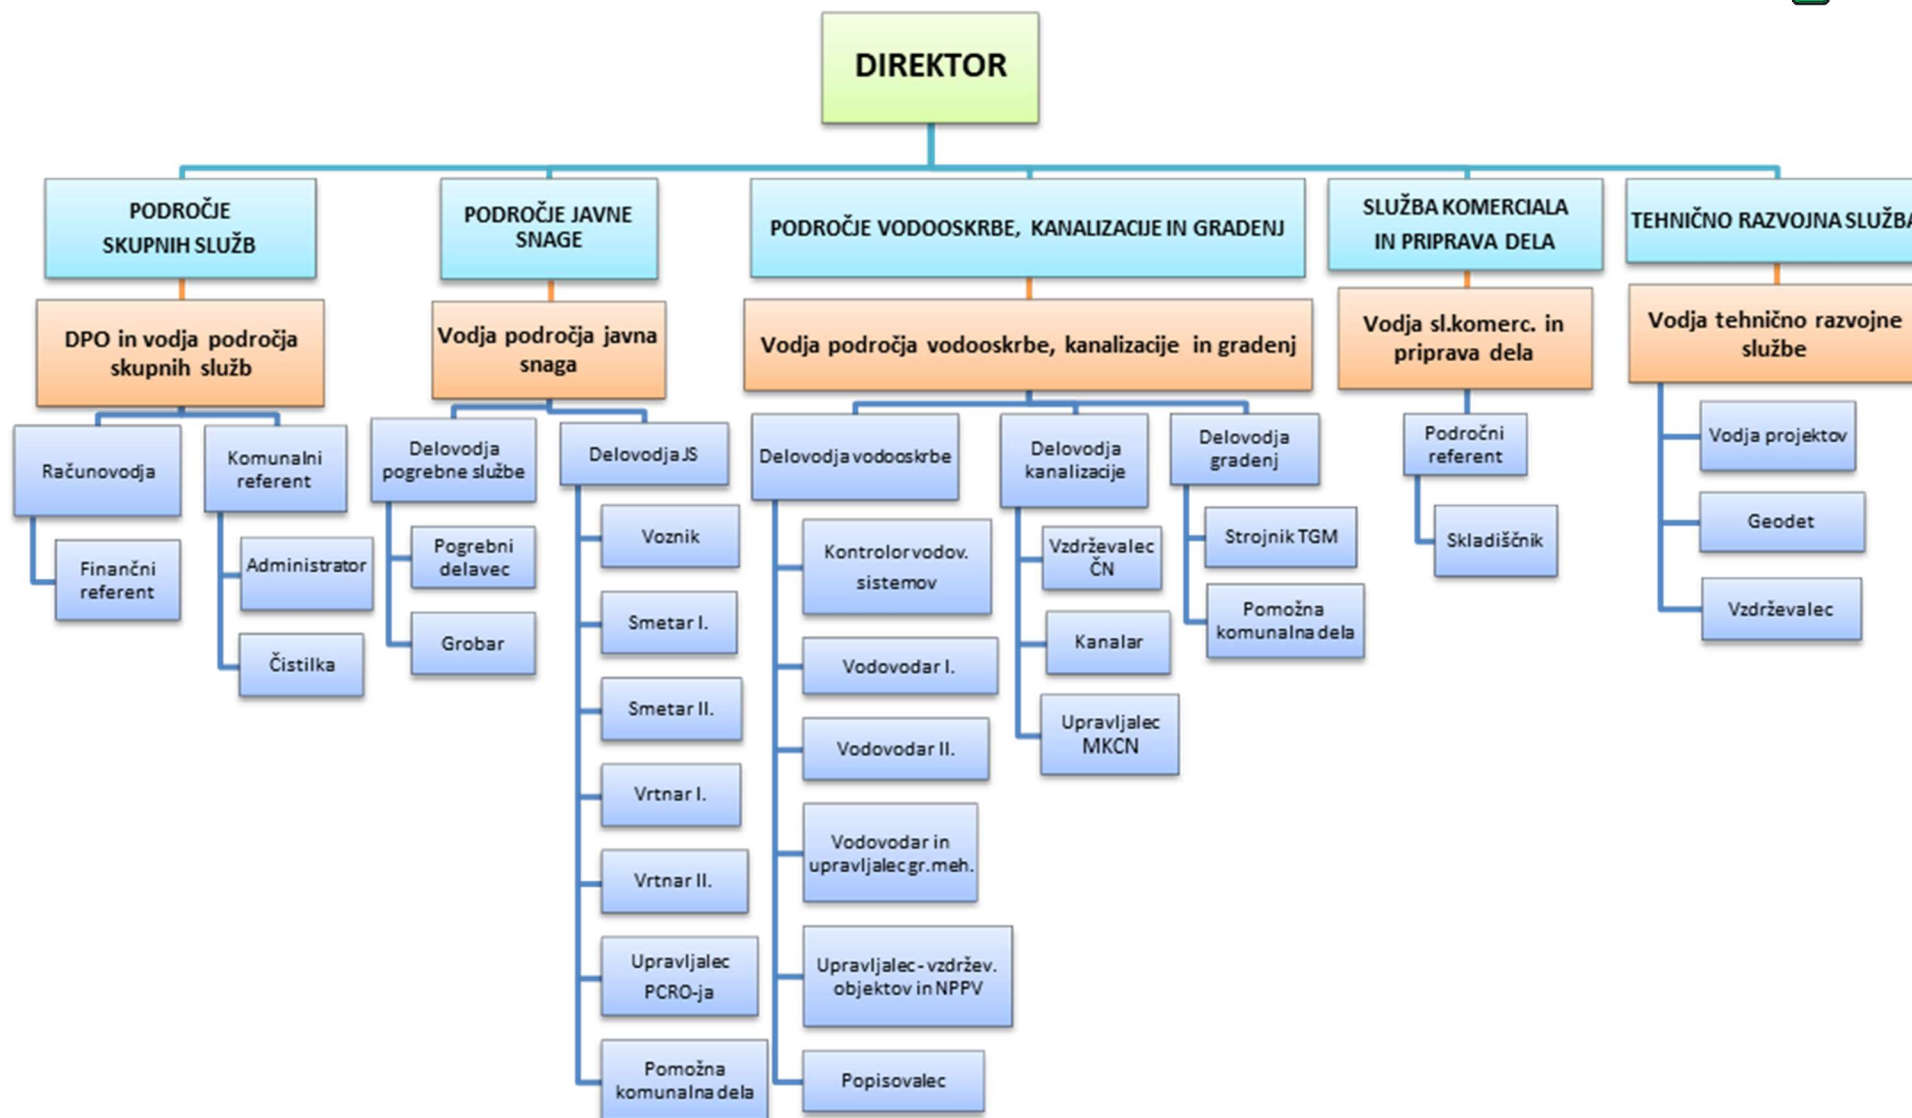 DIREKTOR
PODROČJE
SKUPNIH SLUŽB
DPO in vodja področja
skupnih služb
Računovodja
Finančni
referent
Komunalni
referent
Administrator
Čistilka
PODROČJE JAVNE
SNAGE
Vodja področja javna
snaga
Delovodja
pogrebne službe
Pogrebni
delavec
Grobar
Delovodja JS
Voznik
Smetar I.
Smetar II.
Vrtnar I.
Vrtnar II.
Upravljalec
PCRO-ja
Pomožna
komunalna dela
PODROČJE VODOOSKRBE, KANALIZACIJE IN GRADENJ
Vodja področja vodooskrbe, kanalizacije in gradenj
Delovodja vodooskrbe
Kontrolor vodov.
sistemov
Vodovodar I.
Vodovodar II.
Vodovodar in
upravljalec gr. meh.
Upravljalec - vzdržev.
objektov in NPPV
Popisovalec
Delovodja
kanalizacije
Vzdrževalec
ČN
Kanalar
Upravljalec
MKCN
Delovodja
gradenj
Strojnik TGM
Pomožna
komunalna dela
SLUŽBA KOMERCIALA
IN PRIPRAVA DELA
Vodja sl.komerc. in
priprava dela
Področni
referent
Skladiščnik
TEHNIČNO RAZVOJNA SLUŽBA
Vodja tehnično razvojne
službe
Vodja projektov
Geodet
Vzdrževalec